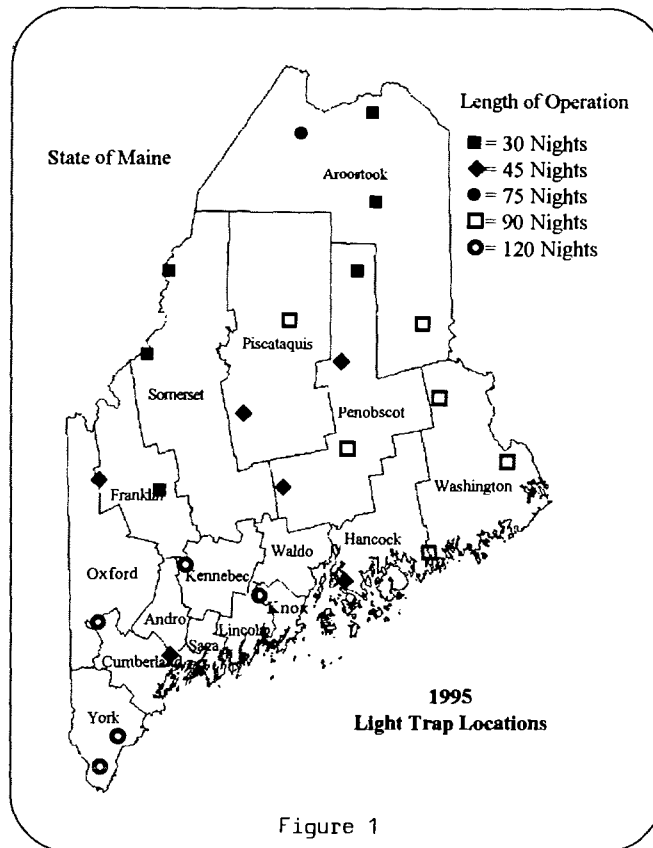 State of Maine
Length of Operation
■ = 30 Nights
◆ = 45 Nights
● = 75 Nights
□ = 90 Nights
○ = 120 Nights
Aroostook
Piscataquis
Somerset
Penobscot
Franklin
Washington
Hancock
Waldo
Kennebec
Oxford
Knox
Andro
Lincoln
Saga
Cumberland
York
1995
Light Trap Locations
Figure 1